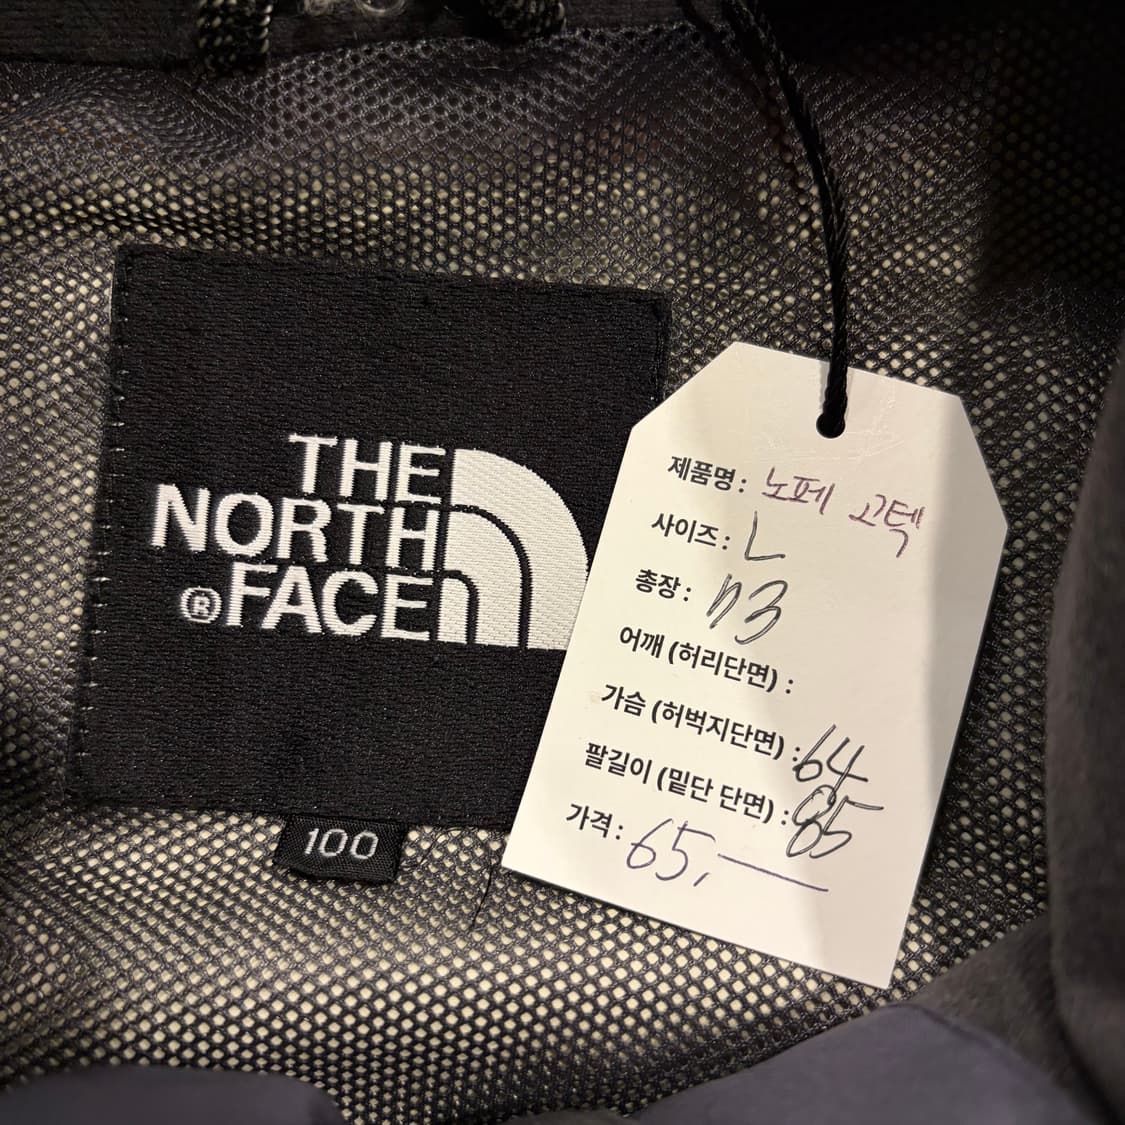 THE
NORTH
®FACE
100
제품명: 노페 고텍
사이즈: L
총장: 73
어깨 (허리단면) :
가슴 (허벅지단면) : 64
팔길이 (밑단 단면) : 85
가격: 65,—